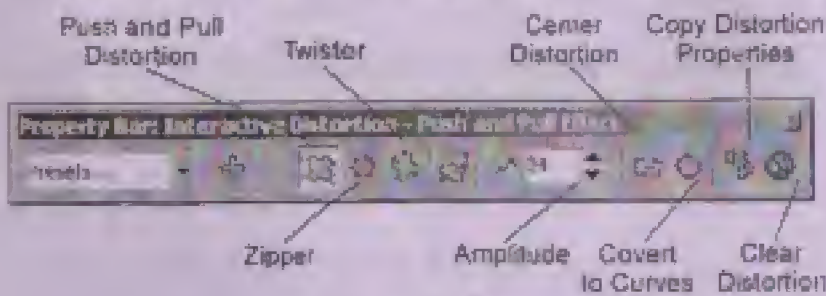 Push and Pull Distortion
Twister
Center Distortion
Copy Distortion Properties
Property Bar: Interactive Distortion - Push and Pull Effect
Zipper
Amplitude
Covert to Curves
Clear Distortion